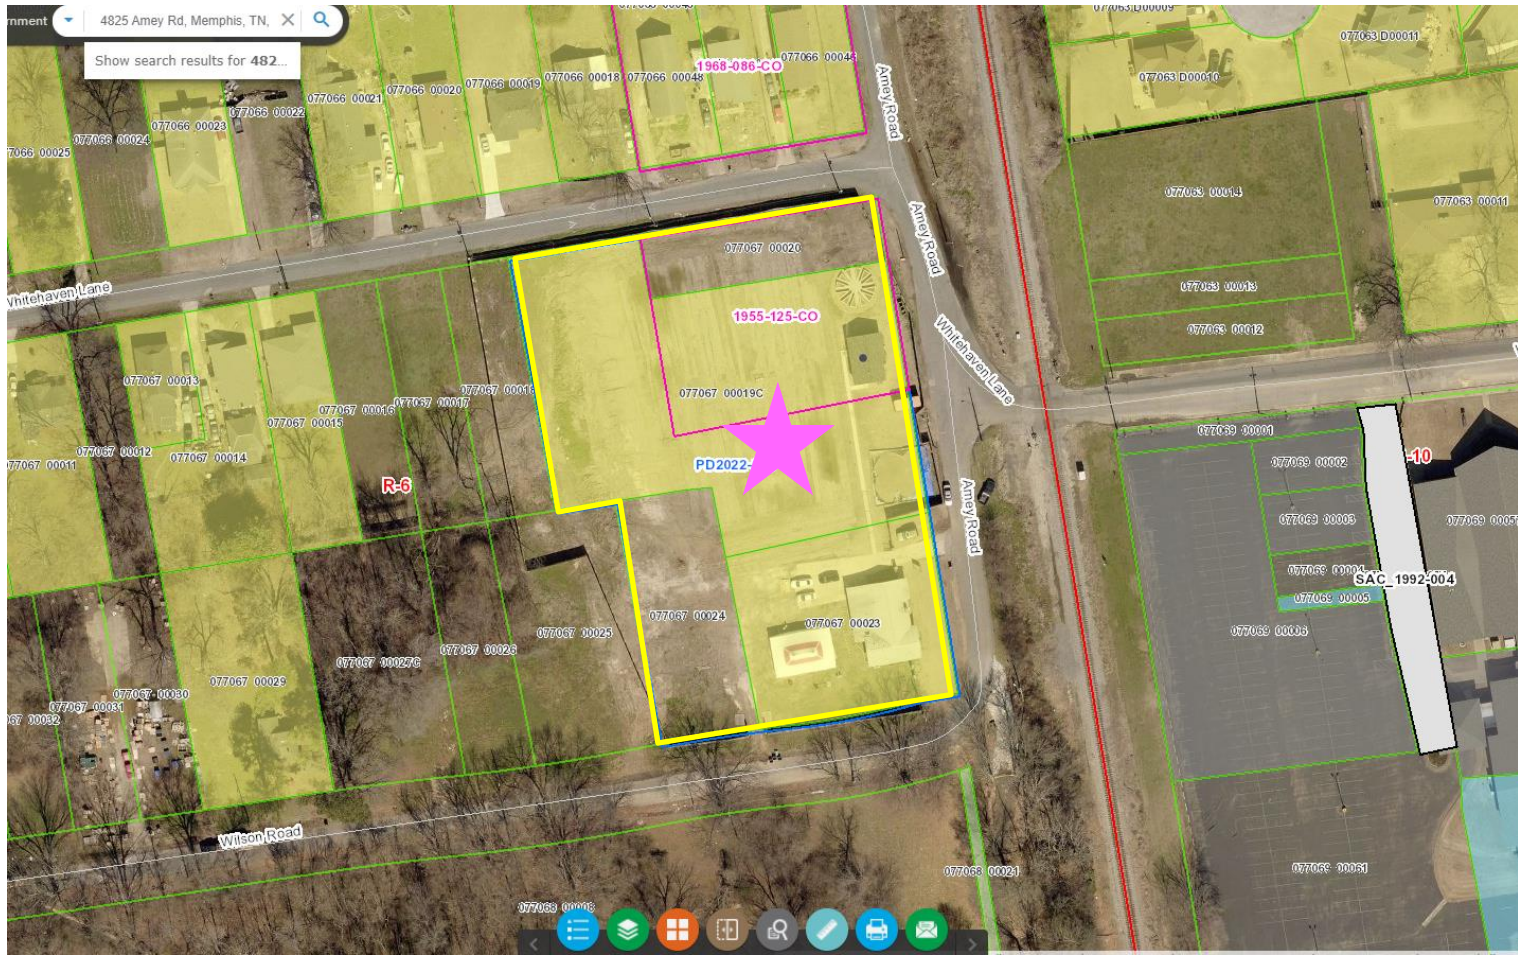 rnment
4825 Amey Rd, Memphis, TN,
Show search results for 482...
077063 D00009
077063 D00011
077063 D00010
1968-086-CO
077066 00046
077066 00048
077066 00018
077066 00019
077066 00020
077066 00021
077066 00022
077066 00023
077066 00024
7066 00025
Amey Road
077063 00014
077063 00011
077067 00020
Amey Road
Whitehaven Lane
077063 00013
1955-125-CO
077063 00012
Whitehaven Lane
077067 00013
077067 00018
077067 00019C
077067 00017
077067 00016
077067 00015
077067 00012
077067 00014
77067 00011
077069 00001
077069 00002
-10
PD2022-
R-6
Amey Road
077069 00003
077069 00004
SAC_1992-004
077069 00005
077067 00024
077067 00023
077067 00025
077069 00006
077067 00026
077067 00027C
077067 00029
077067 00030
077067 00031
67 00032
Wilson Road
077068 00021
077069 00061
077068 00008